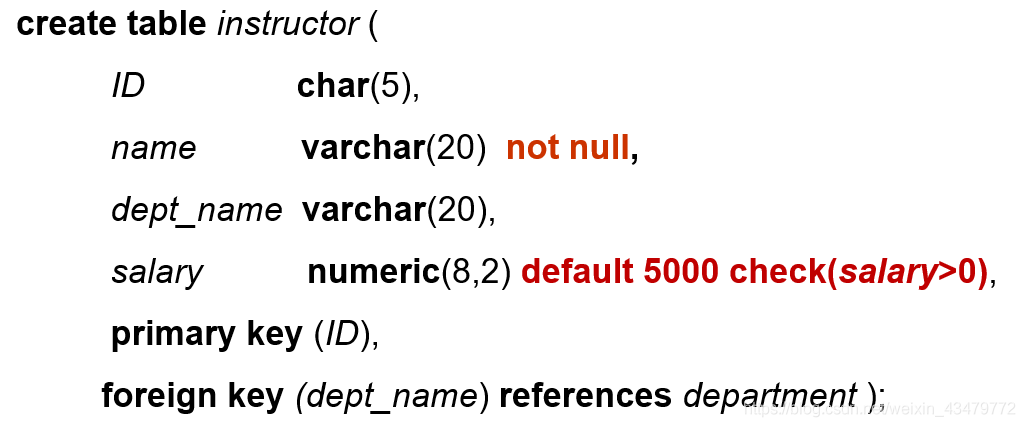 create table instructor (
ID char(5),
name varchar(20) not null,
dept_name varchar(20),
salary numeric(8,2) default 5000 check(salary>0),
primary key (ID),
foreign key (dept_name) references department );
https://blog.csdn.net/weixin_43479772